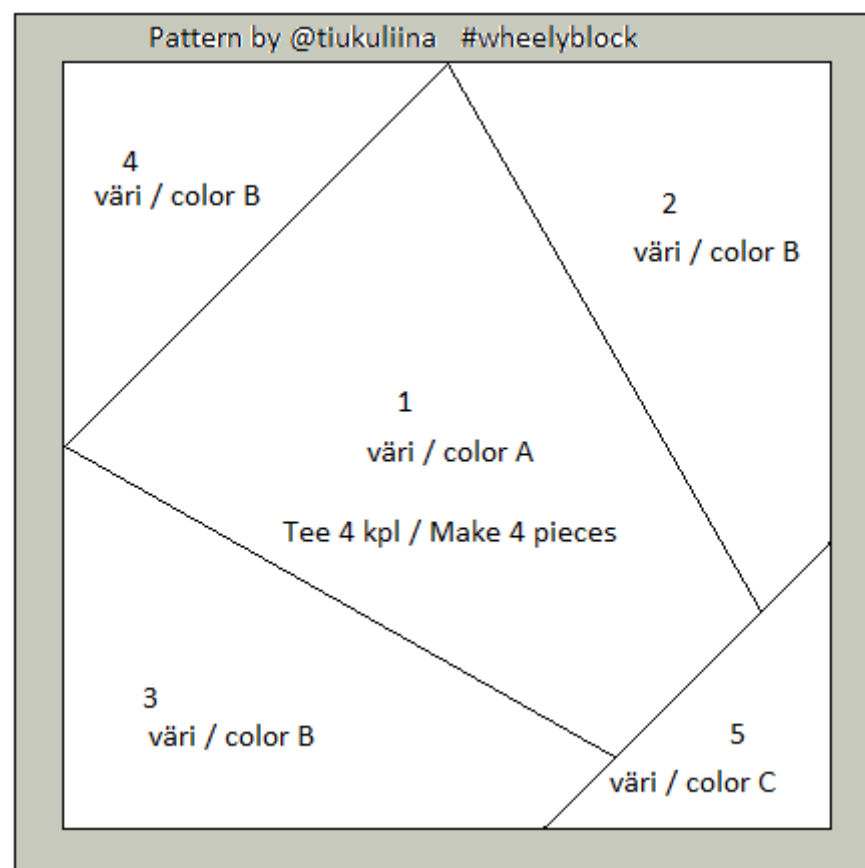 Pattern by @tiukuliina #wheelyblock
4
väri / color B
2
väri / color B
1
väri / color A
Tee 4 kpl / Make 4 pieces
3
väri / color B
5
väri / color C